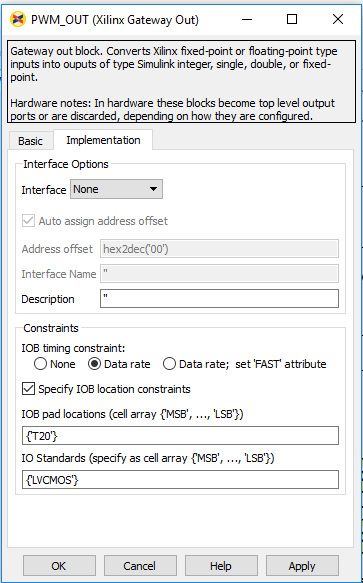 PWM_OUT (Xilinx Gateway Out)
Gateway out block. Converts Xilinx fixed-point or floating-point type
inputs into ouputs of type Simulink integer, single, double, or fixed-
point.
Hardware notes: In hardware these blocks become top level output
ports or are discarded, depending on how they are configured.
Basic Implementation
Interface Options
Interface None
Auto assign address offset
Address offset hex2dec('00')
Interface Name ''
Description ''
Constraints
IOB timing constraint:
None Data rate Data rate; set 'FAST' attribute
Specify IOB location constraints
IOB pad locations (cell array {'MSB', ..., 'LSB'})
{'T20'}
IO Standards (specify as cell array {'MSB', ..., 'LSB'})
{'LVCMOS'}
OK Cancel Help Apply